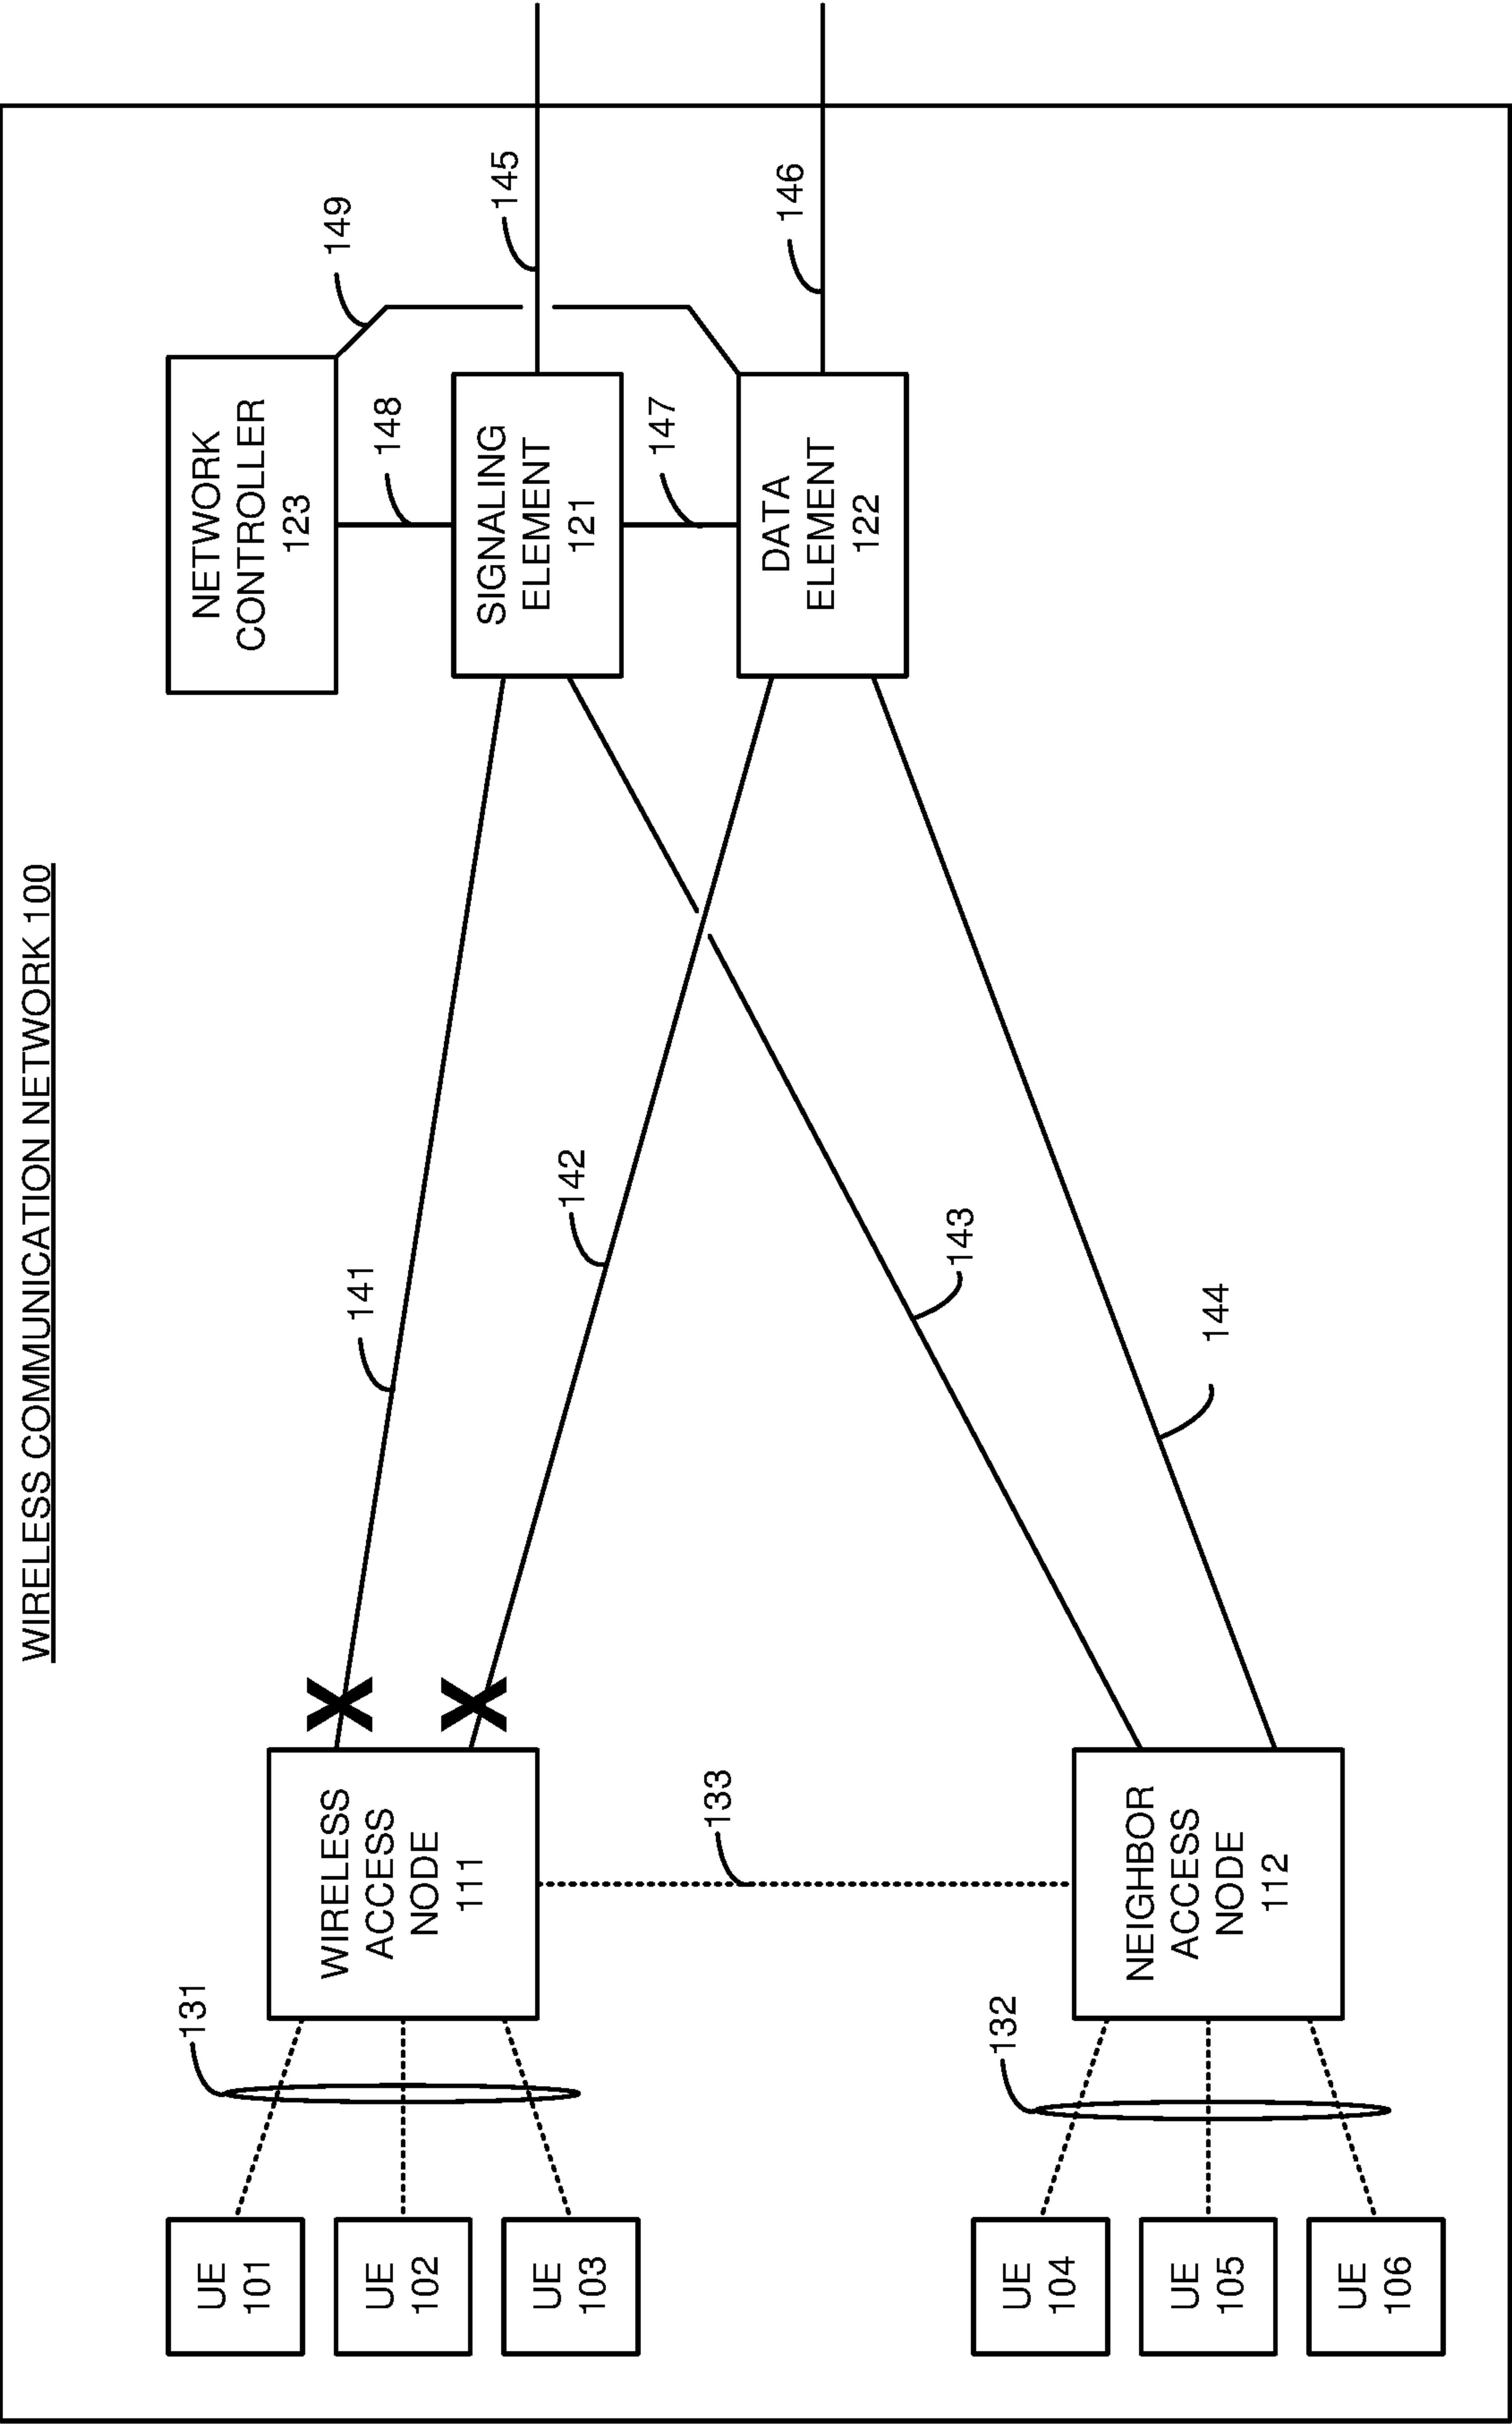 WIRELESS COMMUNICATION NETWORK 100
UE
101
UE
102
UE
103
131
WIRELESS
ACCESS
NODE
111
141
142
133
NETWORK
CONTROLLER
123
149
148
SIGNALING
ELEMENT
121
145
147
DATA
ELEMENT
122
146
143
144
UE
104
UE
105
UE
106
132
NEIGHBOR
ACCESS
NODE
112